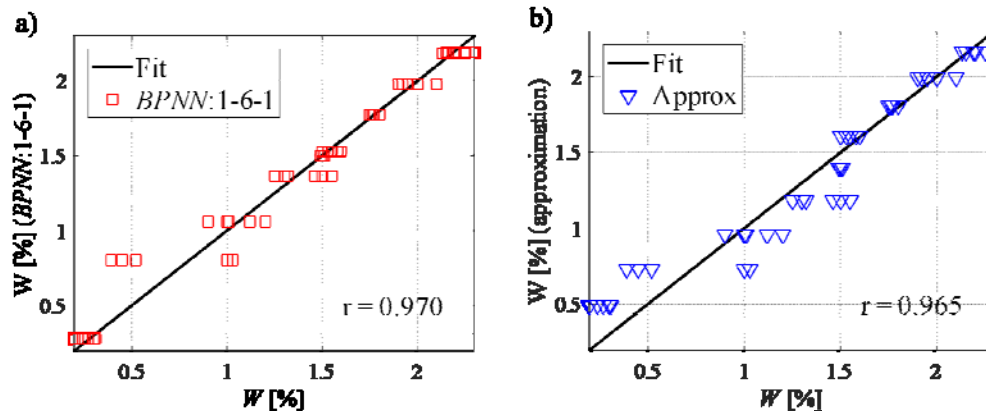 a)
W [%] (BPNN:1-6-1)
2
1.5
1
0.5
Fit
BPNN:1-6-1
r = 0.970
0.5 1 1.5 2
W [%]
b)
W [%] (approximation)
2
1.5
1
0.5
Fit
Approx
r = 0.965
0.5 1 1.5 2
W [%]